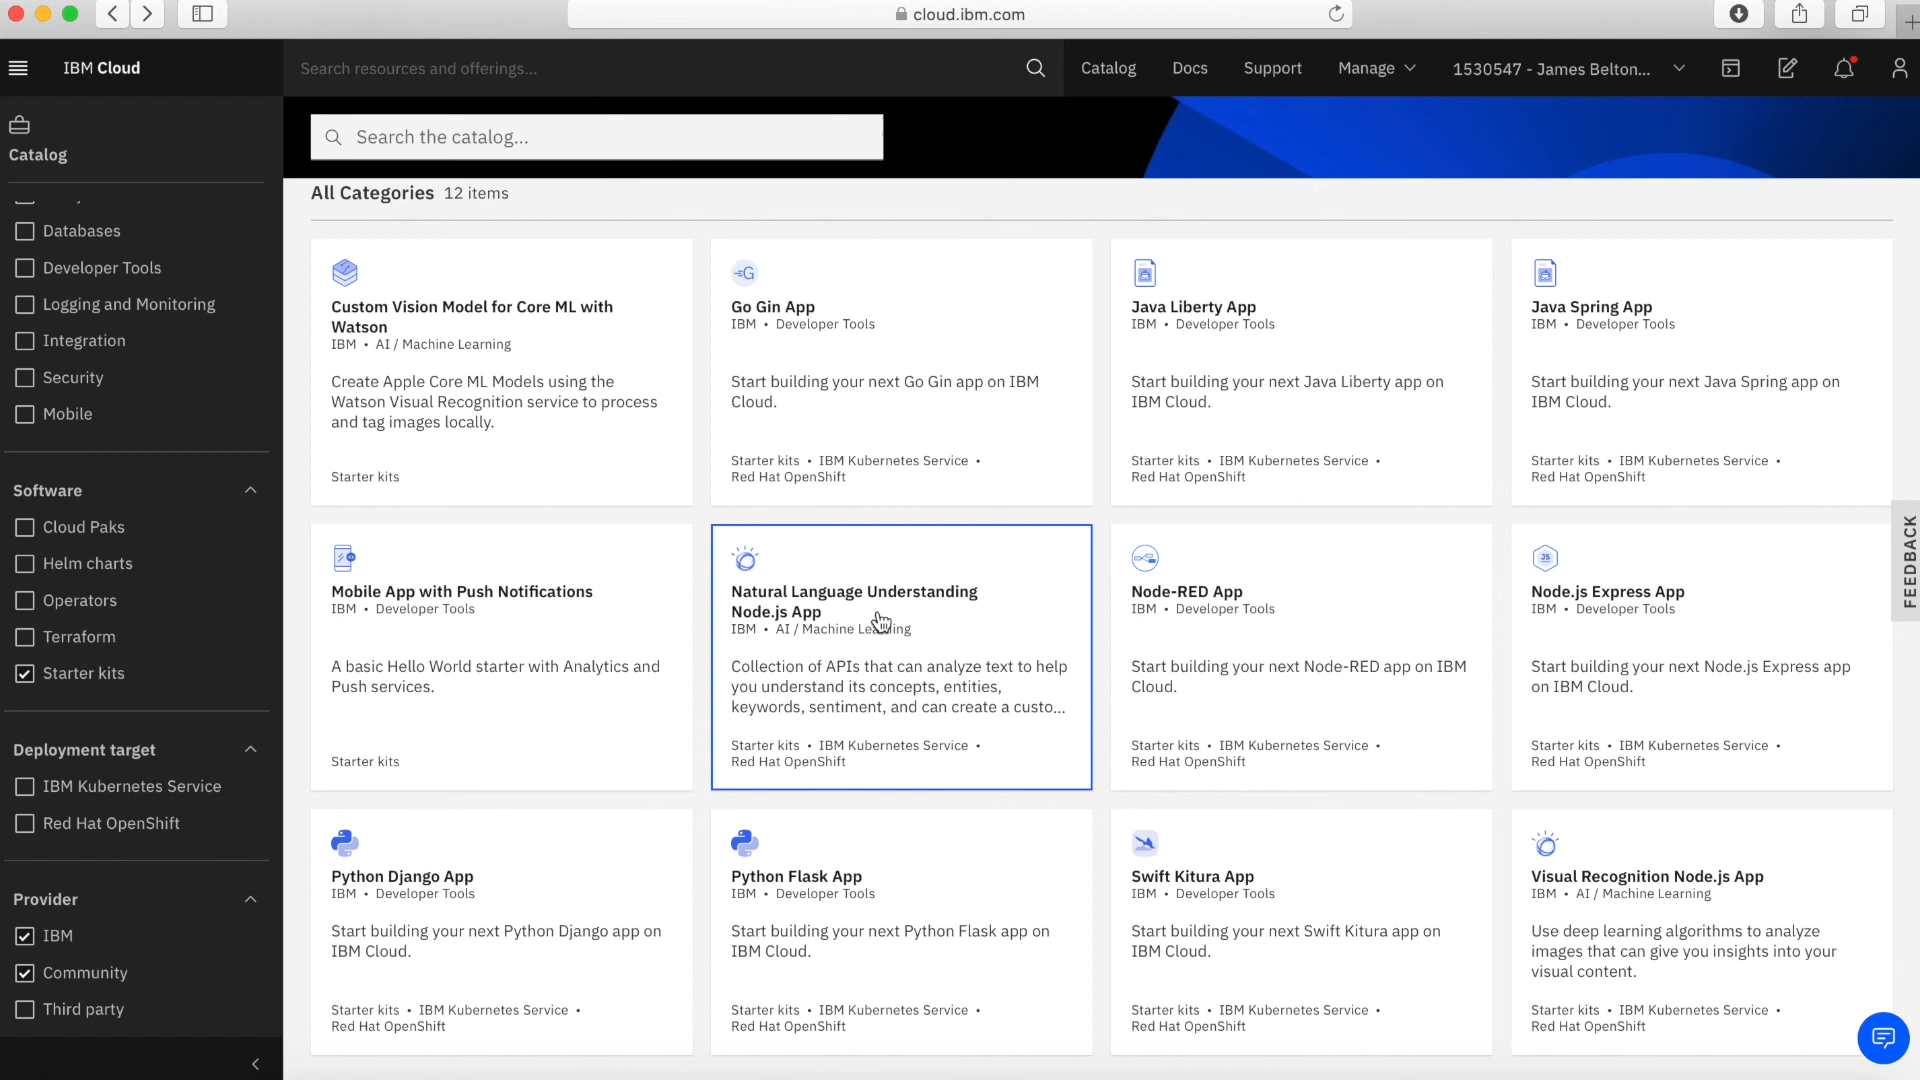 cloud.ibm.com
IBM Cloud
Search resources and offerings...
Catalog
Docs
Support
Manage
1530547 - James Belton...
Catalog
Databases
Developer Tools
Logging and Monitoring
Integration
Security
Mobile
Software
Cloud Paks
Helm charts
Operators
Terraform
Starter kits
Deployment target
IBM Kubernetes Service
Red Hat OpenShift
Provider
IBM
Community
Third party
Search the catalog...
All Categories 12 items
Custom Vision Model for Core ML with
Watson
IBM • AI / Machine Learning
Create Apple Core ML Models using the
Watson Visual Recognition service to process
and tag images locally.
Starter kits
Go Gin App
IBM • Developer Tools
Start building your next Go Gin app on IBM
Cloud.
Starter kits • IBM Kubernetes Service •
Red Hat OpenShift
Java Liberty App
IBM • Developer Tools
Start building your next Java Liberty app on
IBM Cloud.
Starter kits • IBM Kubernetes Service •
Red Hat OpenShift
Java Spring App
IBM • Developer Tools
Start building your next Java Spring app on
IBM Cloud.
Starter kits • IBM Kubernetes Service •
Red Hat OpenShift
Mobile App with Push Notifications
IBM • Developer Tools
A basic Hello World starter with Analytics and
Push services.
Starter kits
Natural Language Understanding
Node.js App
IBM • AI / Machine Learning
Collection of APIs that can analyze text to help
you understand its concepts, entities,
keywords, sentiment, and can create a custo...
Starter kits • IBM Kubernetes Service •
Red Hat OpenShift
Node-RED App
IBM • Developer Tools
Start building your next Node-RED app on IBM
Cloud.
Starter kits • IBM Kubernetes Service •
Red Hat OpenShift
JS
Node.js Express App
IBM • Developer Tools
Start building your next Node.js Express app
on IBM Cloud.
Starter kits • IBM Kubernetes Service •
Red Hat OpenShift
Python Django App
IBM • Developer Tools
Start building your next Python Django app on
IBM Cloud.
Starter kits • IBM Kubernetes Service •
Red Hat OpenShift
Python Flask App
IBM • Developer Tools
Start building your next Python Flask app on
IBM Cloud.
Starter kits • IBM Kubernetes Service •
Red Hat OpenShift
Swift Kitura App
IBM • Developer Tools
Start building your next Swift Kitura app on
IBM Cloud.
Starter kits • IBM Kubernetes Service •
Red Hat OpenShift
Visual Recognition Node.js App
IBM • AI / Machine Learning
Use deep learning algorithms to analyze
images that can give you insights into your
visual content.
Starter kits • IBM Kubernetes Service •
Red Hat OpenShift
FEEDBACK